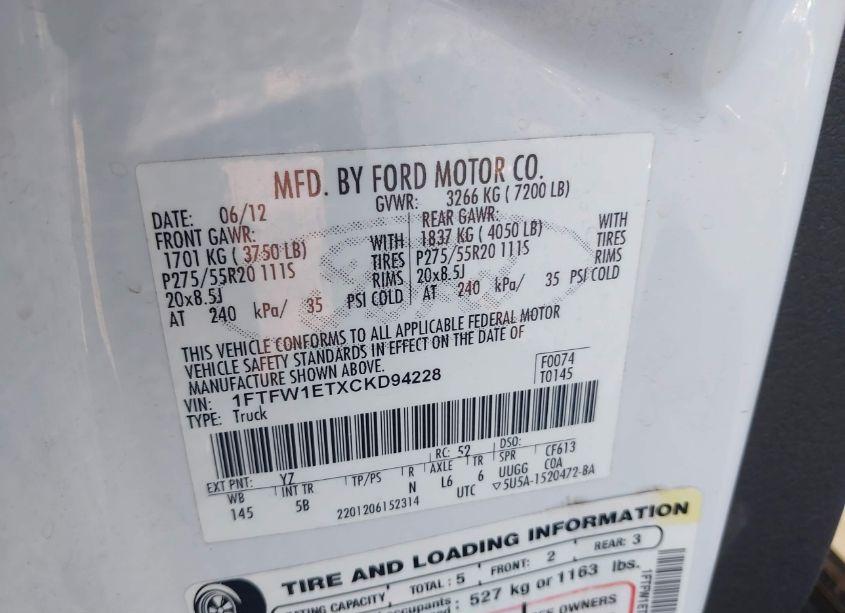 MFD. BY FORD MOTOR CO.
DATE: 06/12 GVWR: 3266 KG ( 7200 LB)
FRONT GAWR: REAR GAWR:
1701 KG ( 3750 LB) WITH 1837 KG ( 4050 LB) WITH
P275/55R20 111S TIRES P275/55R20 111S TIRES
20x8.5J RIMS 20x8.5J RIMS
AT 240 kPa/ 35 PSI COLD AT 240 kPa/ 35 PSI COLD
THIS VEHICLE CONFORMS TO ALL APPLICABLE FEDERAL MOTOR
VEHICLE SAFETY STANDARDS IN EFFECT ON THE DATE OF
MANUFACTURE SHOWN ABOVE.
VIN: 1FTFW1ETXCKD94228 F0074
TYPE: Truck T0145
EXT PNT: YZ RC: 52 DSO:
WB INT TR TP/PS R AXLE TR SPR CF613
145 5B N L6 6 UUGG COA
2201206152314 UTC ▽5U5A-1520472-BA
TIRE AND LOADING INFORMATION
SEATING CAPACITY TOTAL: 5 FRONT: 2 REAR: 3
occupants: 527 kg or 1163 lbs.
OWNERS